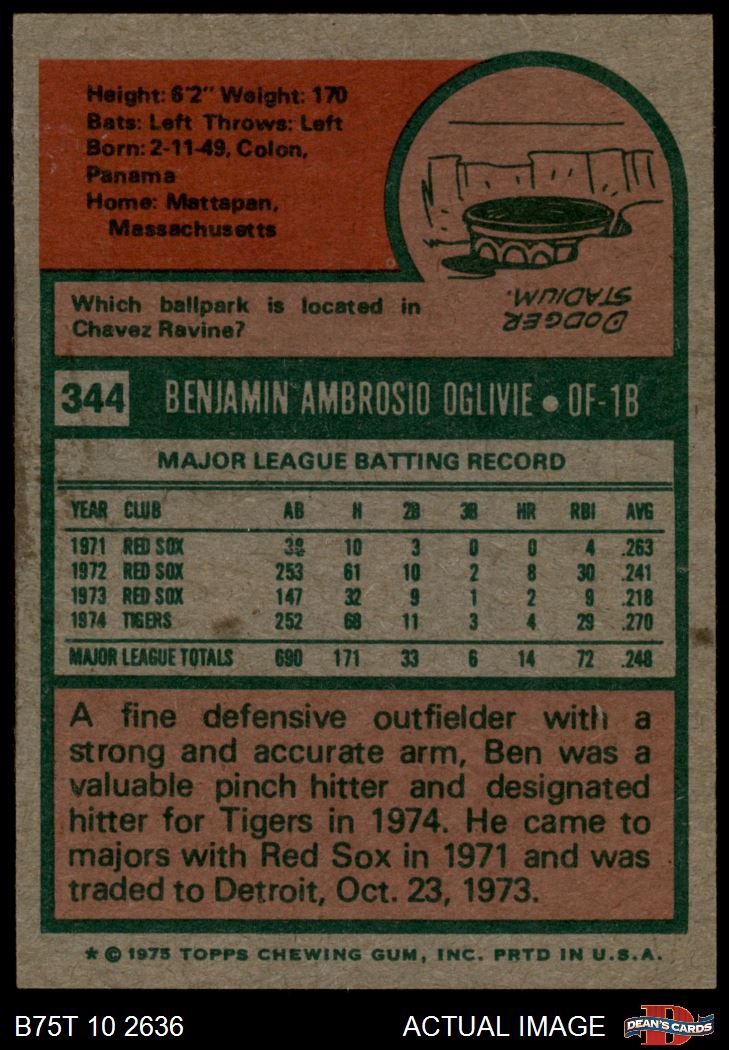 Height: 6'2" Weight: 170
Bats: Left Throws: Left
Born: 2-11-49, Colon,
Panama
Home: Mattapan,
Massachusetts
Which ballpark is located in
Chavez Ravine?
DODGER
STADIUM.
344 BENJAMIN AMBROSIO OGLIVIE • OF-1B
MAJOR LEAGUE BATTING RECORD
YEAR CLUB AB H 2B 3B HR RBI AVG
1971 RED SOX 38 10 3 0 0 4 .263
1972 RED SOX 253 61 10 2 8 30 .241
1973 RED SOX 147 32 9 1 2 9 .218
1974 TIGERS 252 68 11 3 4 29 .270
MAJOR LEAGUE TOTALS 690 171 33 6 14 72 .248
A fine defensive outfielder with a
strong and accurate arm, Ben was a
valuable pinch hitter and designated
hitter for Tigers in 1974. He came to
majors with Red Sox in 1971 and was
traded to Detroit, Oct. 23, 1973.
* © 1975 TOPPS CHEWING GUM, INC. PRTD IN U.S.A.
B75T 10 2636 ACTUAL IMAGE
DEAN'S CARDS